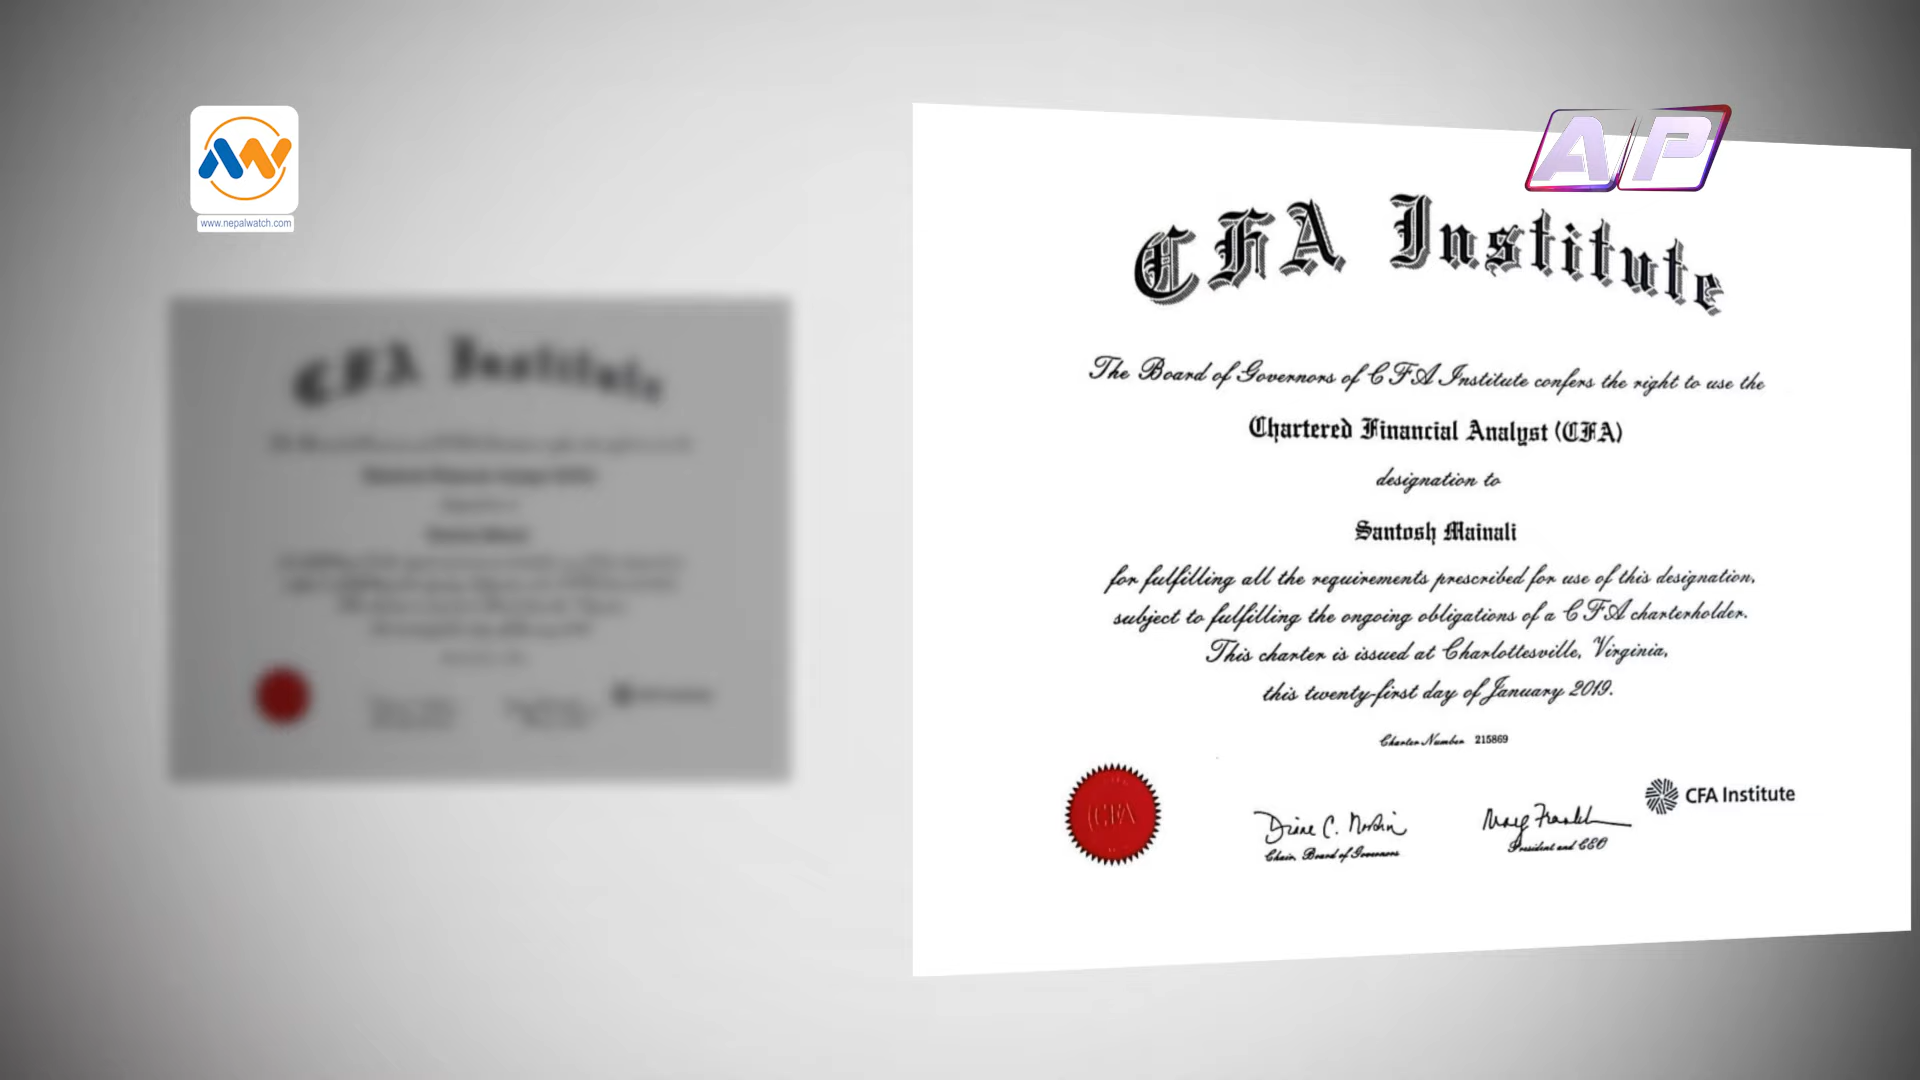 www.nepalwatch.com
AP
CFA Institute
The Board of Governors of CFA Institute confers the right to use the
Chartered Financial Analyst (CFA)
designation to
Santosh Mainali
for fulfilling all the requirements prescribed for use of this designation,
subject to fulfilling the ongoing obligations of a CFA charterholder.
This charter is issued at Charlottesville, Virginia,
this twenty-first day of January 2019.
Charter Number 215869
CFA
CFA Institute
Chair, Board of Governors
President and CEO